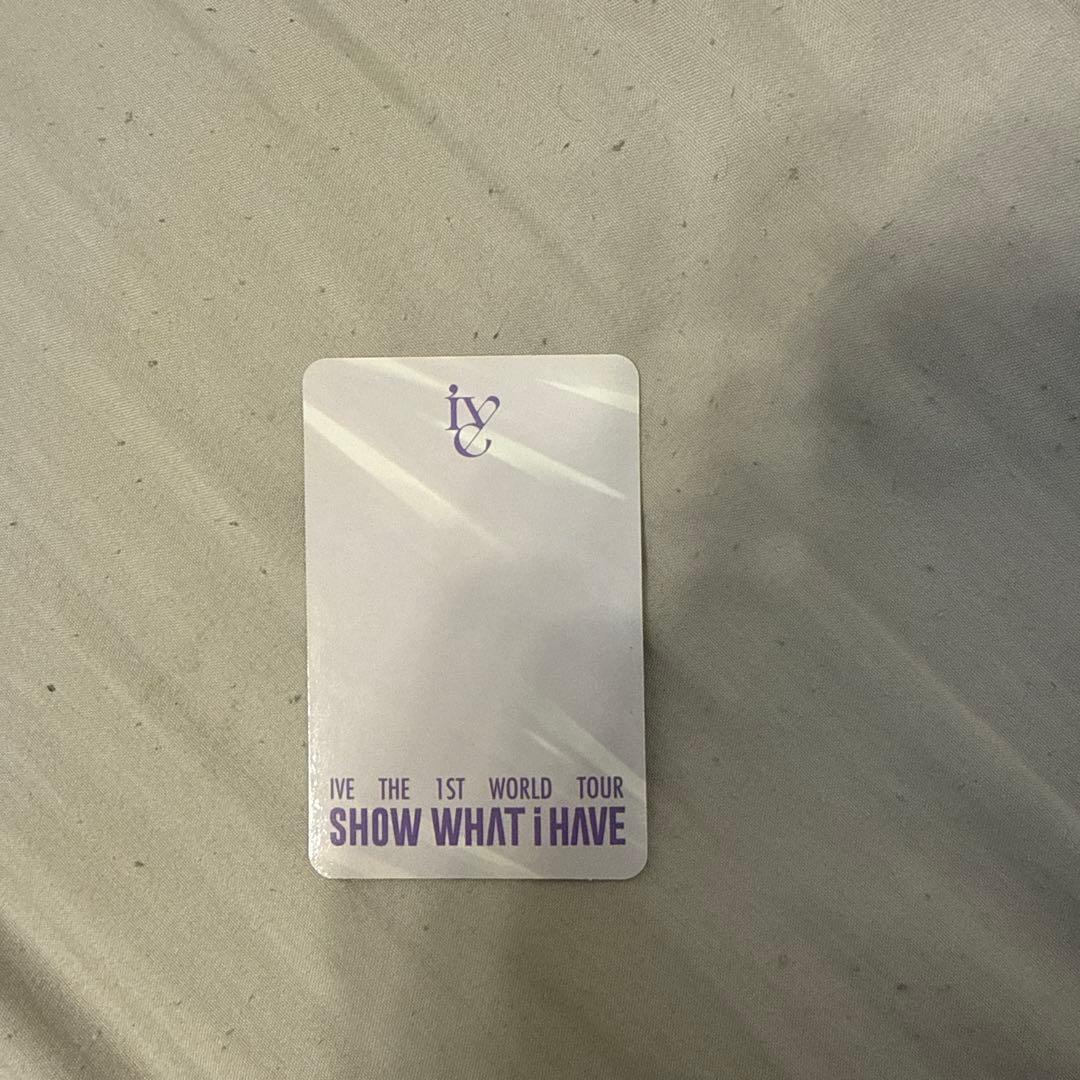 ive
IVE THE 1ST WORLD TOUR
SHOW WHAT i HAVE